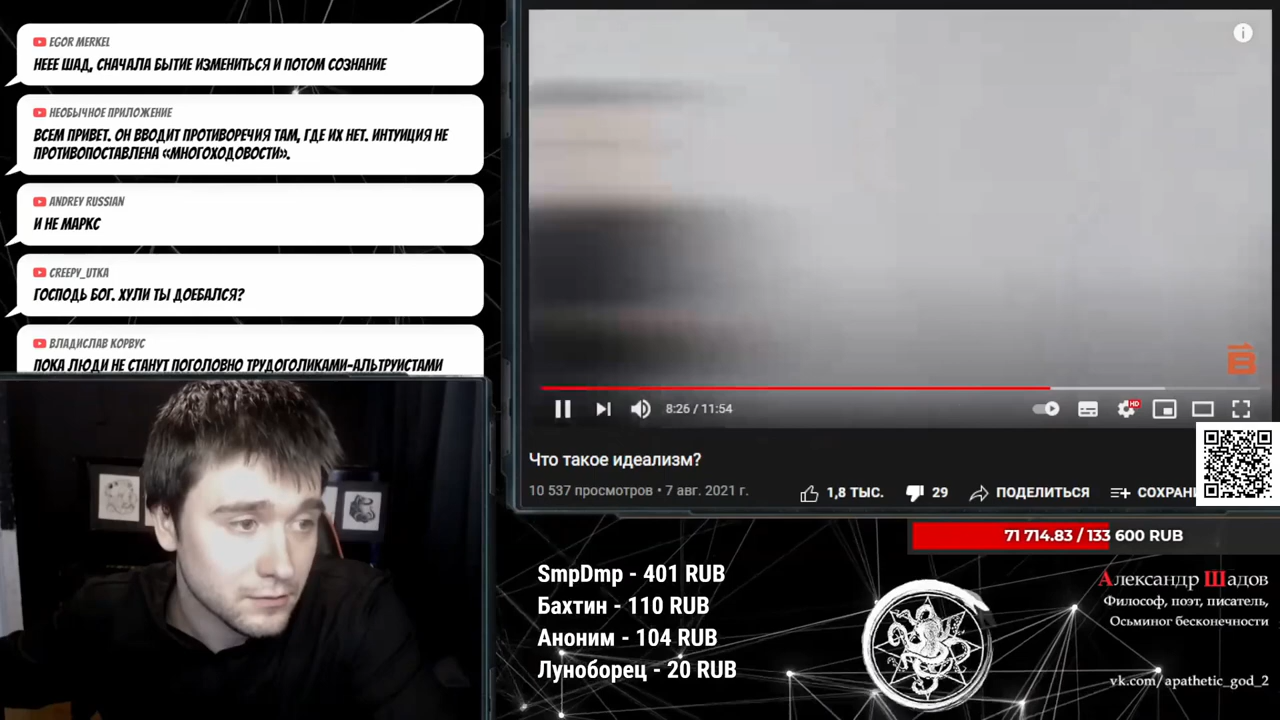 EGOR MERKEL
НЕЕЕ ШАД, СНАЧАЛА БЫТИЕ ИЗМЕНИТЬСЯ И ПОТОМ СОЗНАНИЕ
НЕОБЫЧНОЕ ПРИЛОЖЕНИЕ
ВСЕМ ПРИВЕТ. ОН ВВОДИТ ПРОТИВОРЕЧИЯ ТАМ, ГДЕ ИХ НЕТ. ИНТУИЦИЯ НЕ
ПРОТИВОПОСТАВЛЕНА «МНОГОХОДОВОСТИ».
ANDREY RUSSIAN
И НЕ МАРКС
CREEPY_UTKA
ГОСПОДЬ БОГ. ХУЛИ ТЫ ДОЕБАЛСЯ?
ВЛАДИСЛАВ КОРВУС
ПОКА ЛЮДИ НЕ СТАНУТ ПОГОЛОВНО ТРУДОГОЛИКАМИ-АЛЬТРУИСТАМИ
8:26 / 11:54
HD
Что такое идеализм?
10 537 просмотров • 7 авг. 2021 г.
1,8 ТЫС.
29
ПОДЕЛИТЬСЯ
СОХРАНИ
71 714.83 / 133 600 RUB
SmpDmp - 401 RUB
Бахтин - 110 RUB
Аноним - 104 RUB
Луноборец - 20 RUB
Александр Шадов
Философ, поэт, писатель,
Осьминог бесконечности
vk.com/apathetic_god_2